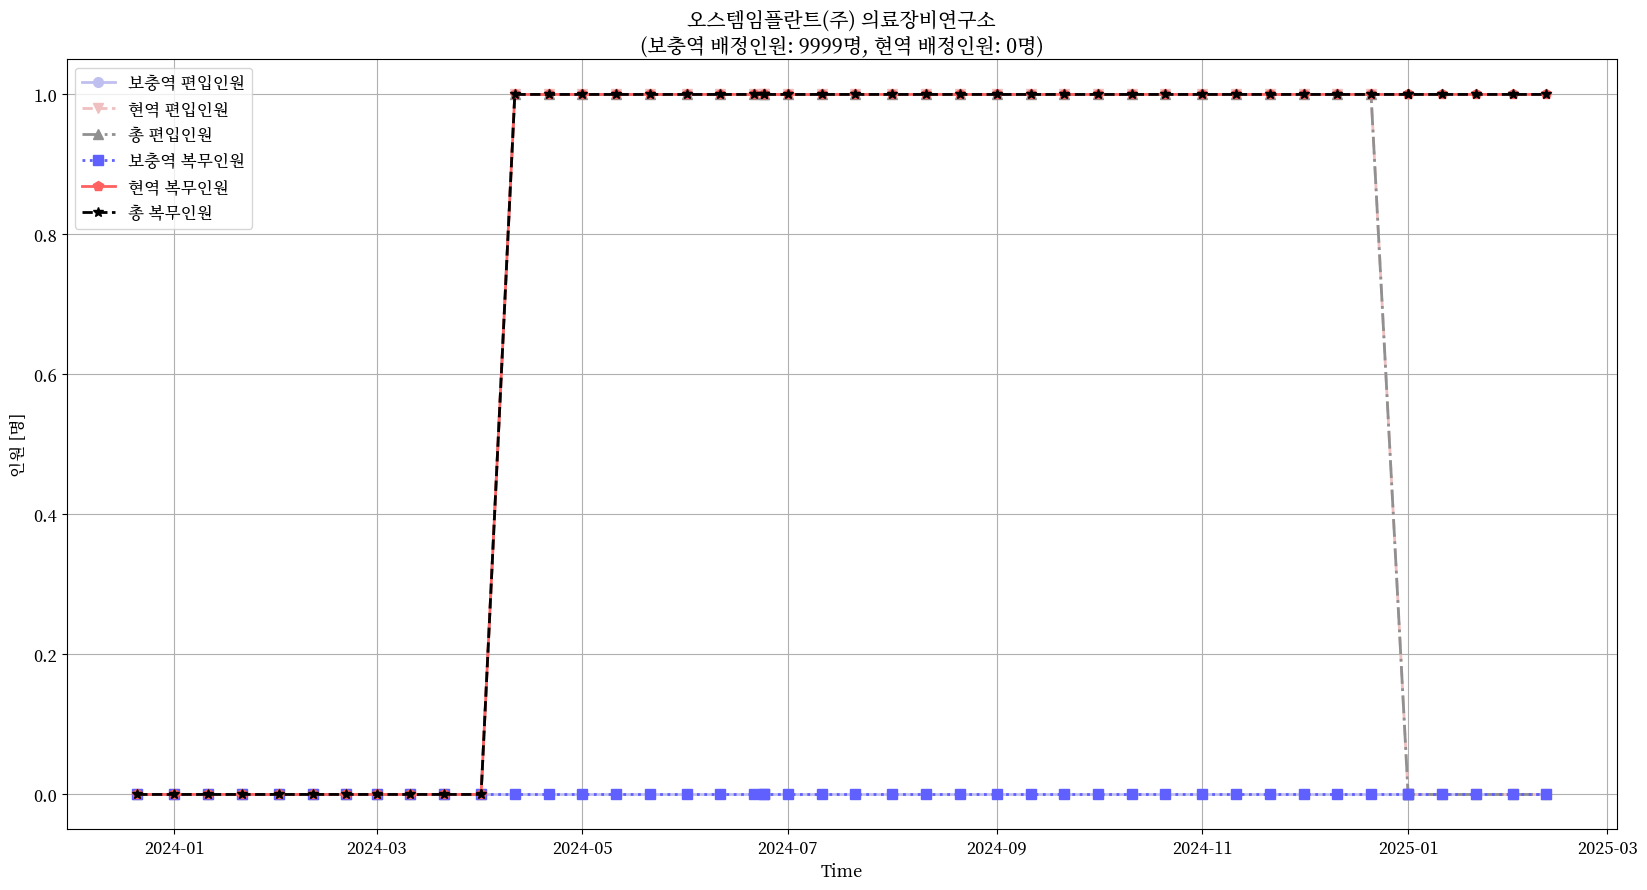 오스템임플란트(주) 의료장비연구소
(보충역 배정인원: 9999명, 현역 배정인원: 0명)
보충역 편입인원
현역 편입인원
총 편입인원
보충역 복무인원
현역 복무인원
총 복무인원
1.0
0.8
0.6
0.4
0.2
0.0
인원 [명]
2024-01
2024-03
2024-05
2024-07
2024-09
2024-11
2025-01
2025-03
Time